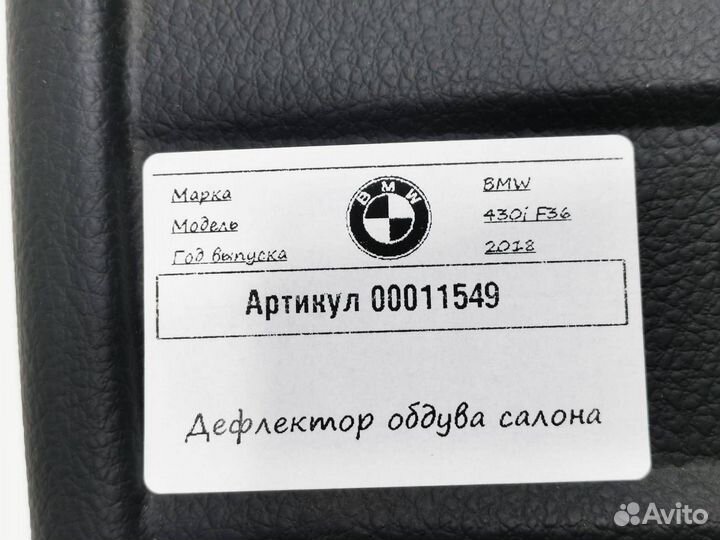 Марка BMW BMW
Модель 430i F36
Год выпуска 2018
Артикул 00011549
Дефлектор обдува салона
Avito